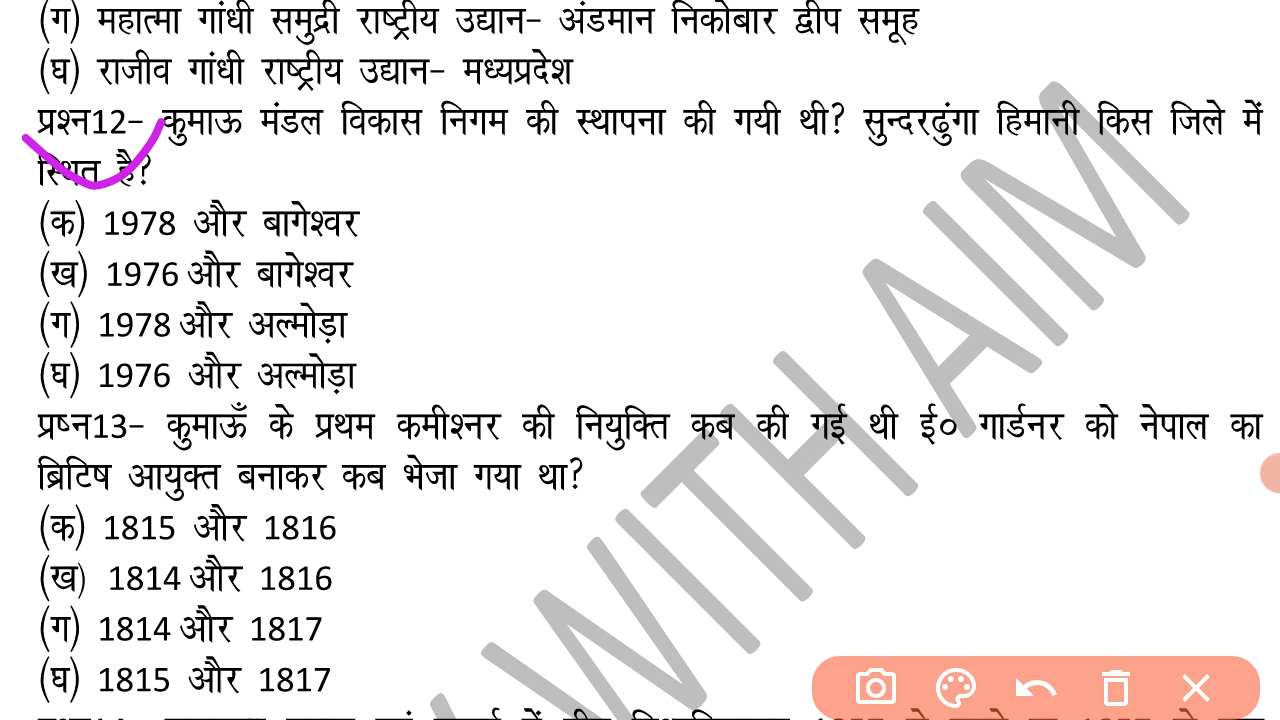 (ग) महात्मा गांधी समुद्री राष्ट्रीय उद्यान- अंडमान निकोबार द्वीप समूह
(घ) राजीव गांधी राष्ट्रीय उद्यान- मध्यप्रदेश
प्रश्न12- कुमाऊ मंडल विकास निगम की स्थापना की गयी थी? सुन्दरढुंगा हिमानी किस जिले में
स्थित है?
(क) 1978 और बागेश्वर
(ख) 1976 और बागेश्वर
(ग) 1978 और अल्मोड़ा
(घ) 1976 और अल्मोड़ा
प्रष्न13- कुमाऊँ के प्रथम कमीश्नर की नियुक्ति कब की गई थी ई० गार्डनर को नेपाल का
ब्रिटिष आयुक्त बनाकर कब भेजा गया था?
(क) 1815 और 1816
(ख) 1814 और 1816
(ग) 1814 और 1817
(घ) 1815 और 1817
WITH AIM